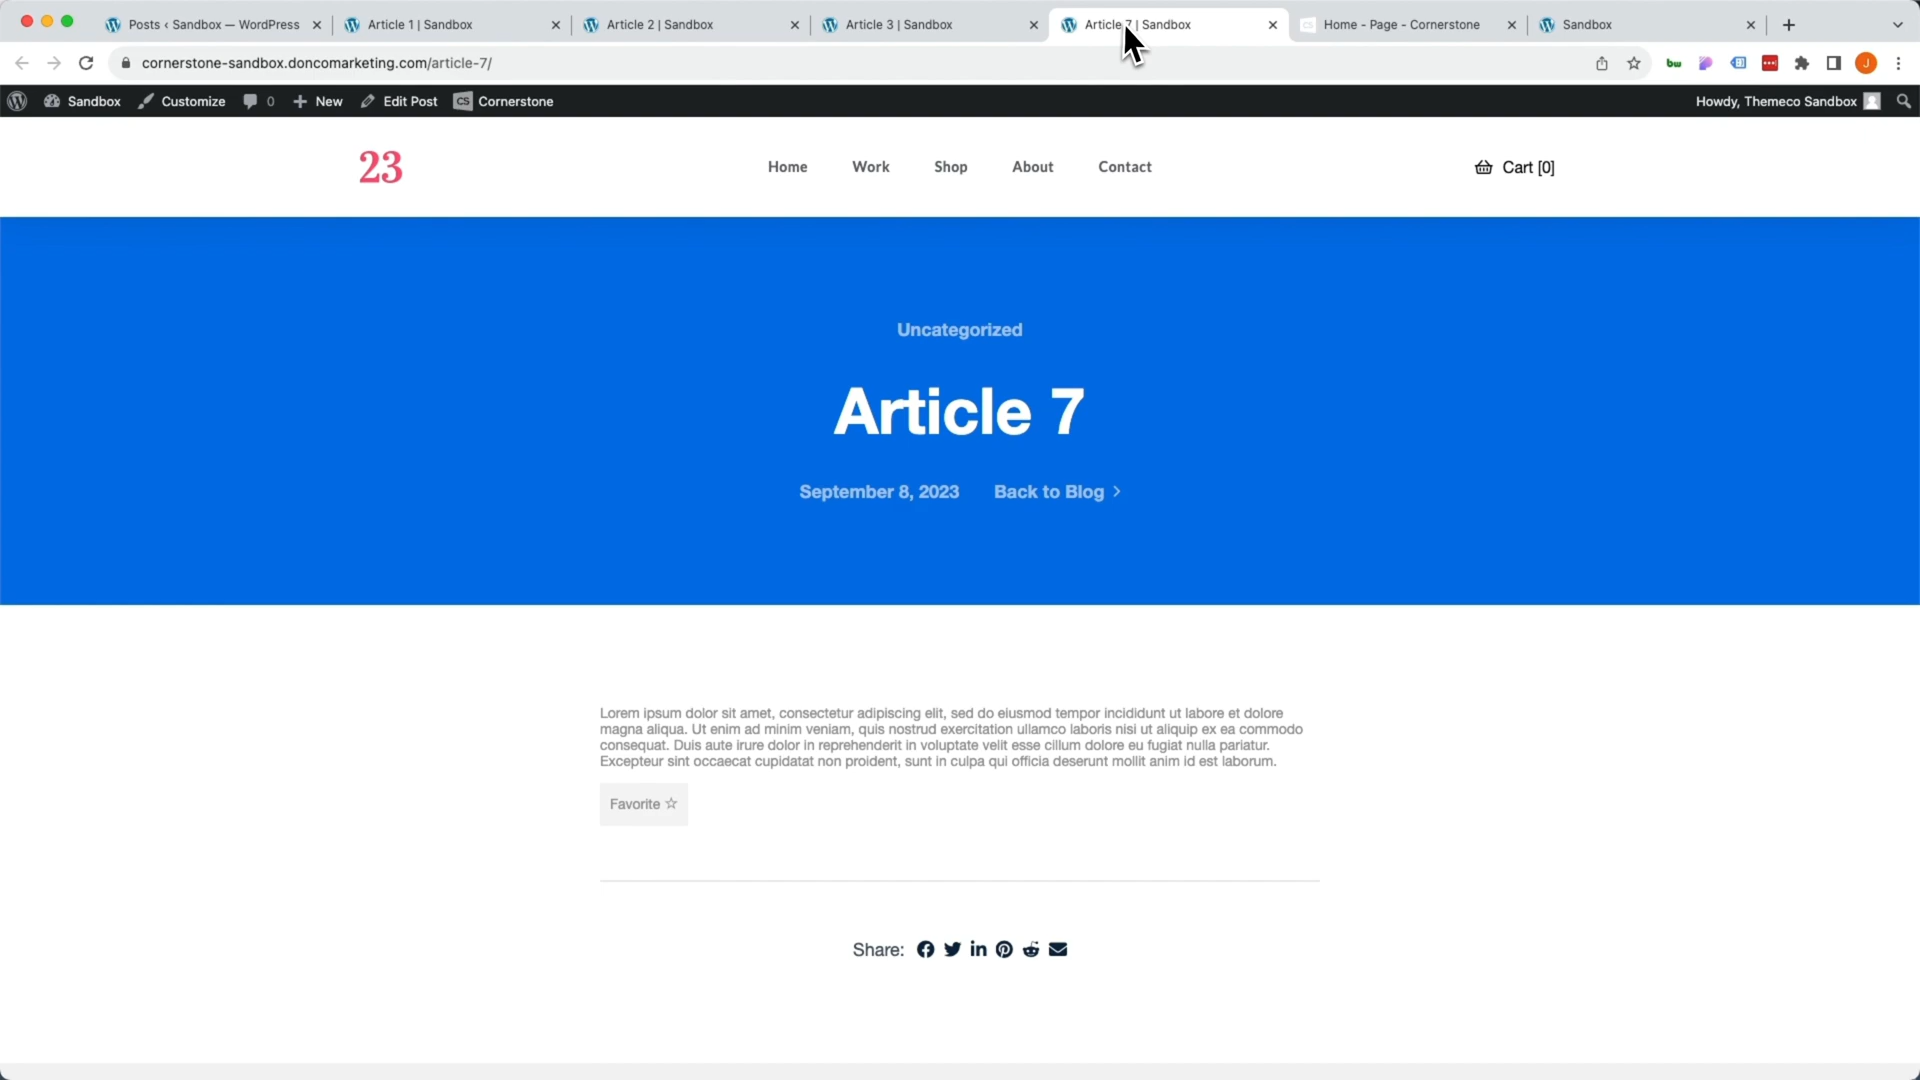 Posts ‹ Sandbox — WordPress
Article 1 | Sandbox
Article 2 | Sandbox
Article 3 | Sandbox
Article 7 | Sandbox
Home - Page - Cornerstone
Sandbox
cornerstone-sandbox.doncomarketing.com/article-7/
bw
J
Sandbox
Customize
0
New
Edit Post
CS Cornerstone
Howdy, Themeco Sandbox
23
Home
Work
Shop
About
Contact
Cart [0]
Uncategorized
Article 7
September 8, 2023
Back to Blog
Lorem ipsum dolor sit amet, consectetur adipiscing elit, sed do eiusmod tempor incididunt ut labore et dolore
magna aliqua. Ut enim ad minim veniam, quis nostrud exercitation ullamco laboris nisi ut aliquip ex ea commodo
consequat. Duis aute irure dolor in reprehenderit in voluptate velit esse cillum dolore eu fugiat nulla pariatur.
Excepteur sint occaecat cupidatat non proident, sunt in culpa qui officia deserunt mollit anim id est laborum.
Favorite ☆
Share: